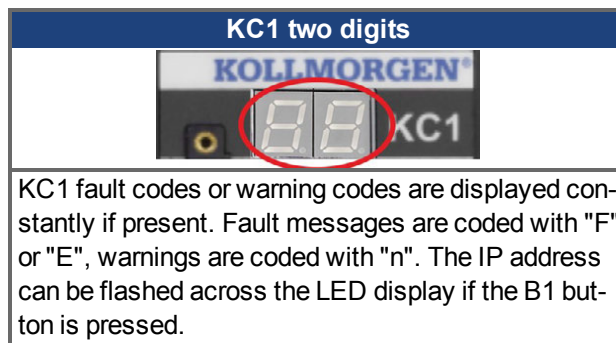 KC1 two digits
KOLLMORGEN®
KC1
KC1 fault codes or warning codes are displayed con-
stantly if present. Fault messages are coded with "F"
or "E", warnings are coded with "n". The IP address
can be flashed across the LED display if the B1 but-
ton is pressed.